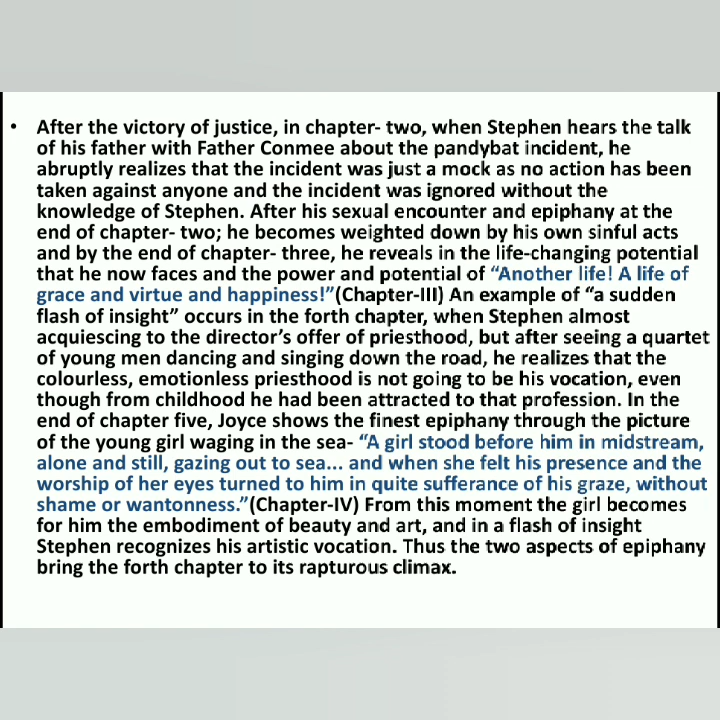 • After the victory of justice, in chapter- two, when Stephen hears the talk
of his father with Father Conmee about the pandybat incident, he
abruptly realizes that the incident was just a mock as no action has been
taken against anyone and the incident was ignored without the
knowledge of Stephen. After his sexual encounter and epiphany at the
end of chapter- two; he becomes weighted down by his own sinful acts
and by the end of chapter- three, he reveals in the life-changing potential
that he now faces and the power and potential of “Another life! A life of
grace and virtue and happiness!”(Chapter-III) An example of “a sudden
flash of insight” occurs in the forth chapter, when Stephen almost
acquiescing to the director’s offer of priesthood, but after seeing a quartet
of young men dancing and singing down the road, he realizes that the
colourless, emotionless priesthood is not going to be his vocation, even
though from childhood he had been attracted to that profession. In the
end of chapter five, Joyce shows the finest epiphany through the picture
of the young girl waging in the sea- “A girl stood before him in midstream,
alone and still, gazing out to sea... and when she felt his presence and the
worship of her eyes turned to him in quite sufferance of his graze, without
shame or wantonness.”(Chapter-IV) From this moment the girl becomes
for him the embodiment of beauty and art, and in a flash of insight
Stephen recognizes his artistic vocation. Thus the two aspects of epiphany
bring the forth chapter to its rapturous climax.